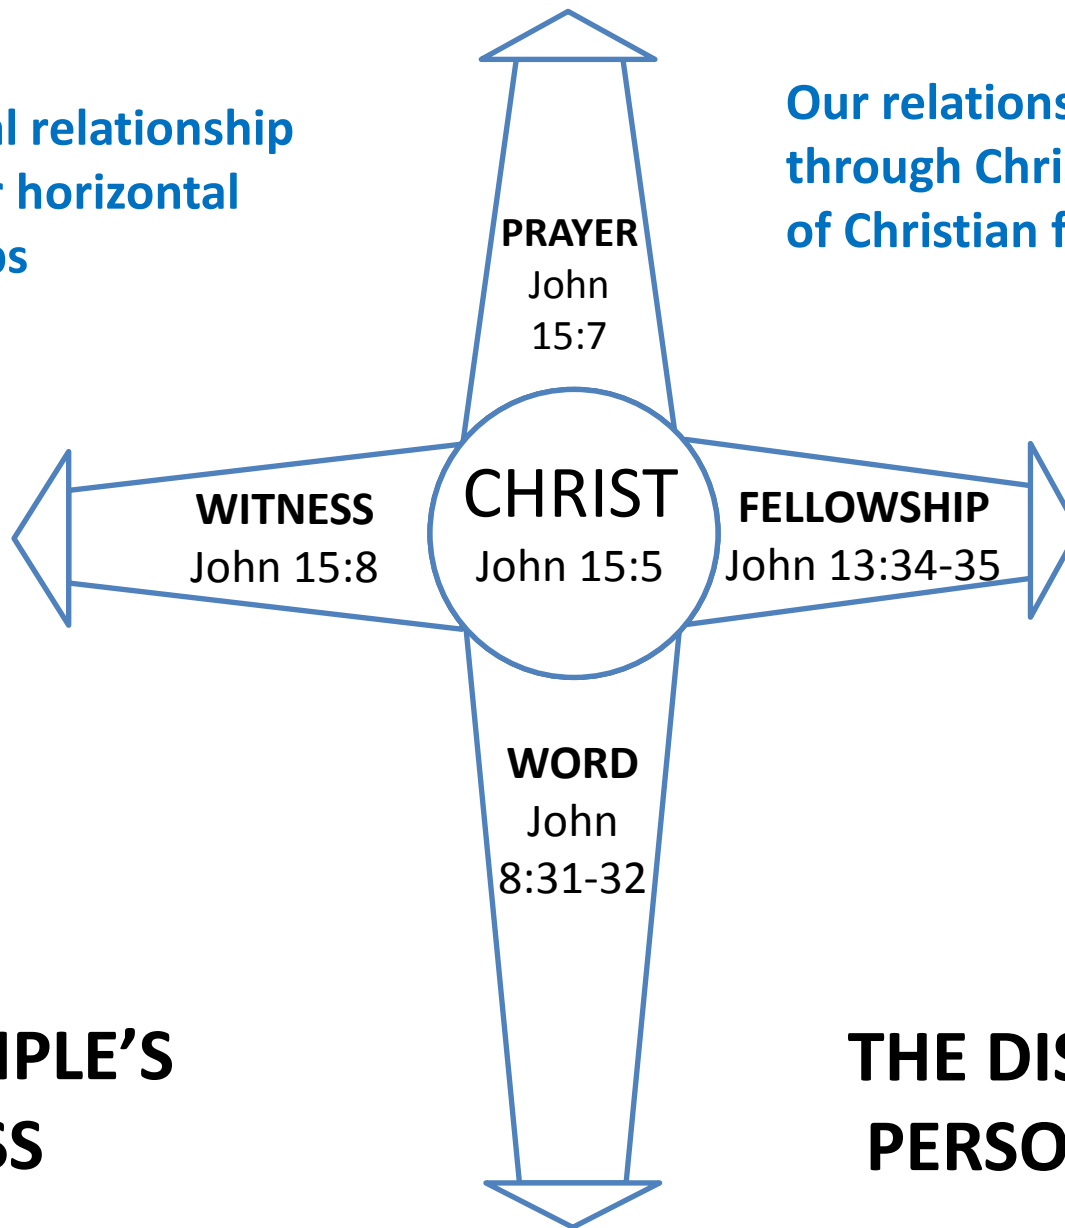 al relationship
r horizontal
os
Our relations
through Chri
of Christian f
PRAYER
John
15:7
WITNESS
John 15:8
CHRIST
John 15:5
FELLOWSHIP
John 13:34-35
WORD
John
8:31-32
IPLE’S
SS
THE DIS
PERSO